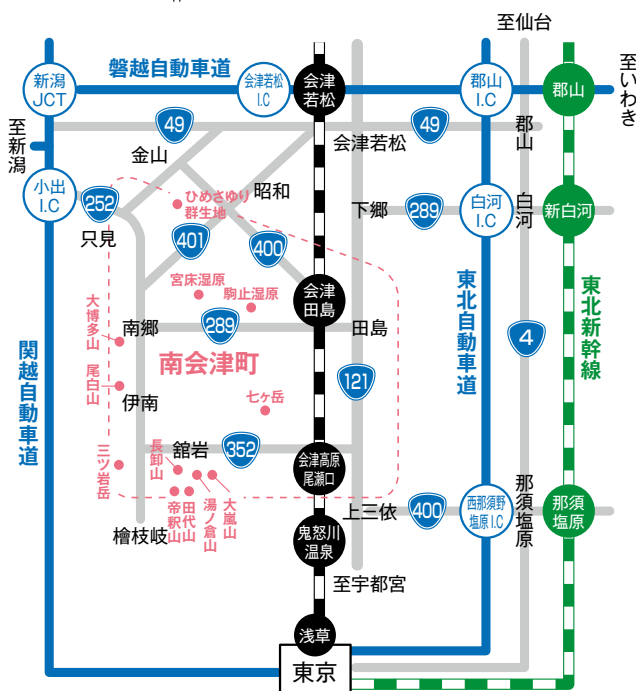 至仙台
磐越自動車道
新潟
JCT
会津若松
I.C
会津
若松
郡山
I.C
郡山
至いわき
至新潟
49
金山
会津若松
49
郡山
小出
I.C
252
只見
ひめさゆり
群生地
昭和
下郷
289
白河
I.C
白河
新白河
401
400
宮床湿原
駒止湿原
会津
田島
大博多山
南郷
289
田島
東北自動車道
4
東北新幹線
関越自動車道
尾白山
南会津町
121
伊南
七ヶ岳
三ツ岩岳
舘岩
352
長卸山
会津高原
尾瀬口
大嵐山
湯ノ倉山
田代山
帝釈山
檜枝岐
上三依
400
西那須野
塩原I.C
那須塩原
那須
塩原
鬼怒川
温泉
至宇都宮
浅草
東京